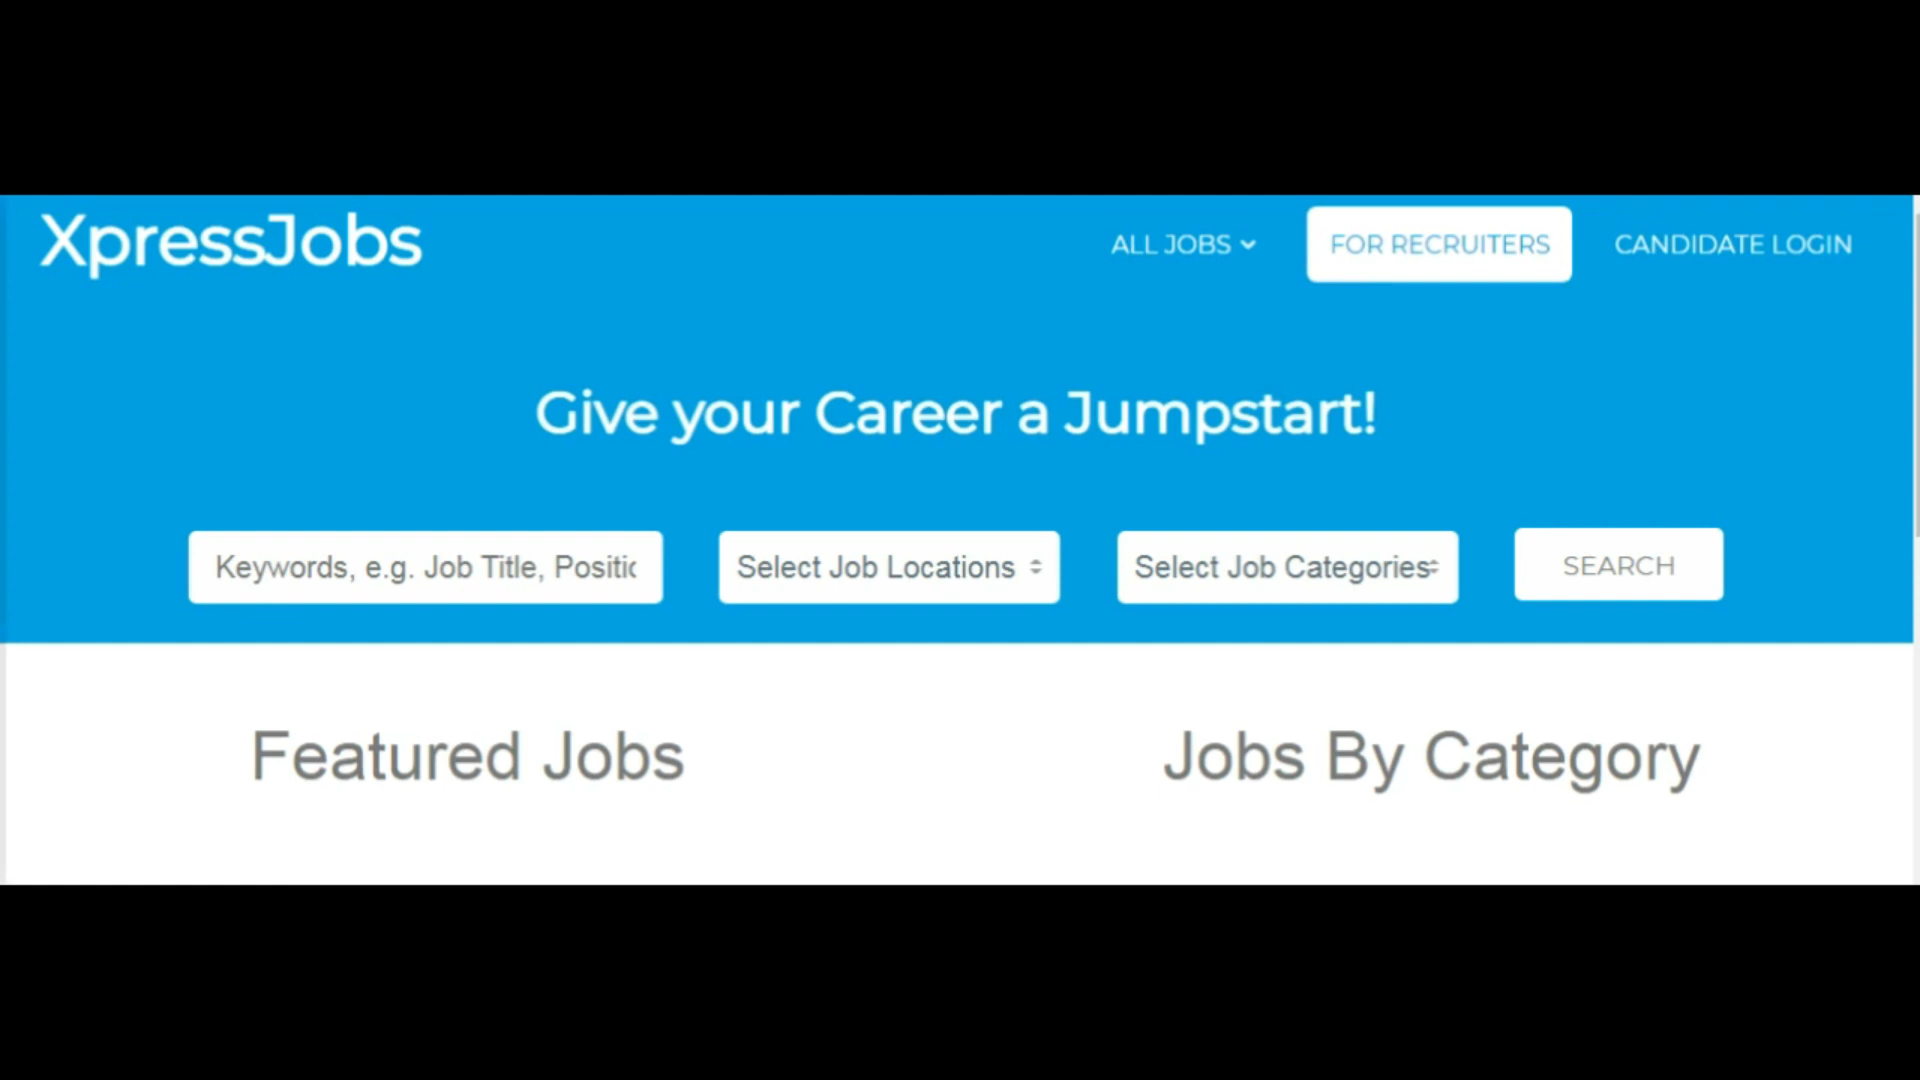 XpressJobs
ALL JOBS
FOR RECRUITERS
CANDIDATE LOGIN
Give your Career a Jumpstart!
Keywords, e.g. Job Title, Positic
Select Job Locations
Select Job Categories
SEARCH
Featured Jobs
Jobs By Category